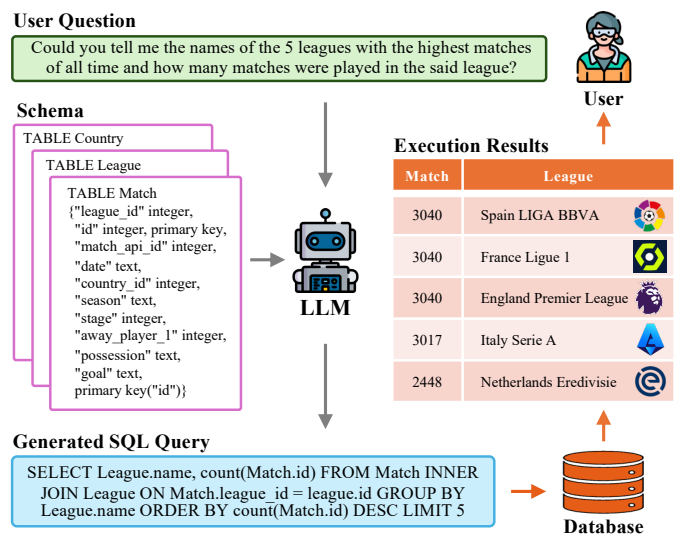 User Question
Could you tell me the names of the 5 leagues with the highest matches
of all time and how many matches were played in the said league?
User
Schema
TABLE Country
TABLE League
TABLE Match
{"league_id" integer,
"id" integer, primary key,
"match_api_id" integer,
"date" text,
"country_id" integer,
"season" text,
"stage" integer,
"away_player_1" integer,
"possession" text,
"goal" text,
primary key("id")}
LLM
Execution Results
Match League
3040 Spain LIGA BBVA
3040 France Ligue 1
3040 England Premier League
3017 Italy Serie A
2448 Netherlands Eredivisie
Generated SQL Query
SELECT League.name, count(Match.id) FROM Match INNER
JOIN League ON Match.league_id = league.id GROUP BY
League.name ORDER BY count(Match.id) DESC LIMIT 5
Database